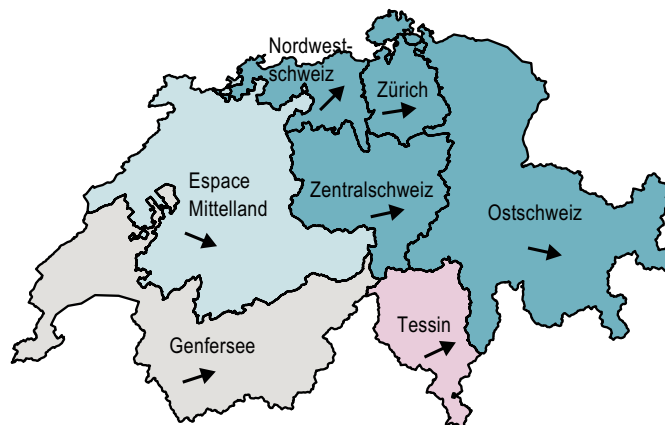 Nordwest-
schweiz
Zürich
Espace
Mittelland
Zentralschweiz
Ostschweiz
Tessin
Genfersee